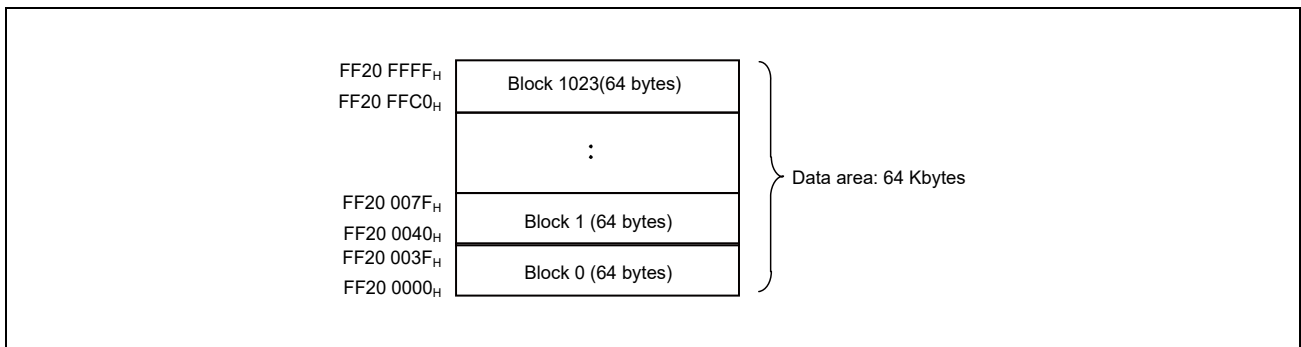 FF20 FFFFH
Block 1023(64 bytes)
FF20 FFC0H
:
Data area: 64 Kbytes
FF20 007FH
Block 1 (64 bytes)
FF20 0040H
FF20 003FH
Block 0 (64 bytes)
FF20 0000H